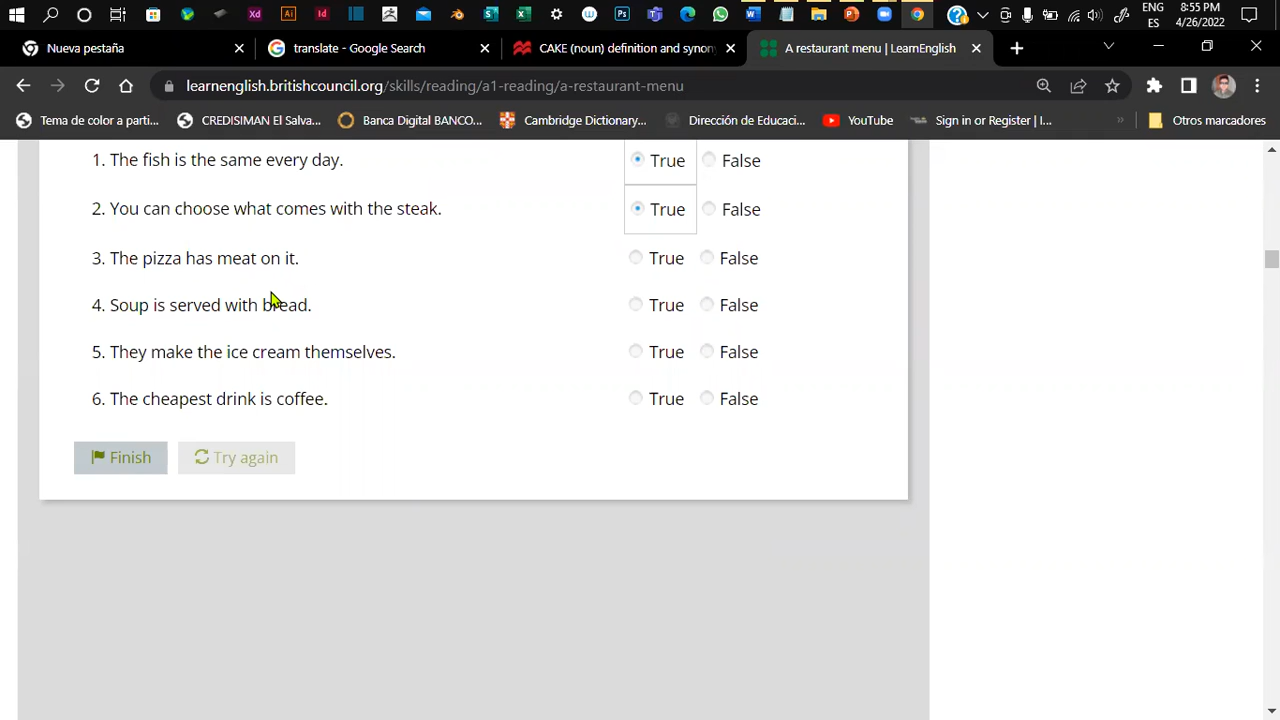 ENG 8:55 PM
ES 4/26/2022
Nueva pestaña
translate - Google Search
CAKE (noun) definition and synony
A restaurant menu | LearnEnglish
learnenglish.britishcouncil.org/skills/reading/a1-reading/a-restaurant-menu
Tema de color a parti...
CREDISIMAN El Salva...
Banca Digital BANCO...
Cambridge Dictionary...
Dirección de Educaci...
YouTube
Sign in or Register | I...
»
Otros marcadores
1. The fish is the same every day. True False
2. You can choose what comes with the steak. True False
3. The pizza has meat on it. True False
4. Soup is served with bread. True False
5. They make the ice cream themselves. True False
6. The cheapest drink is coffee. True False
Finish Try again